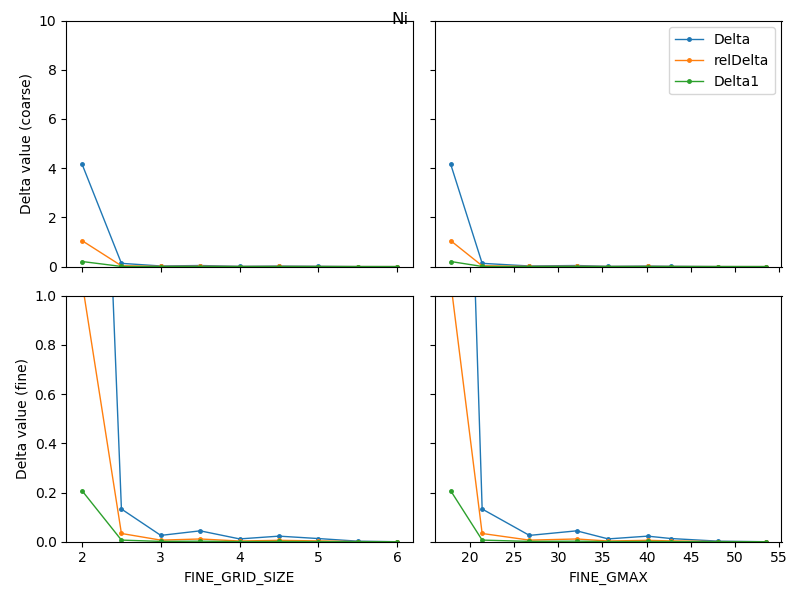 Ni
Delta value (coarse)
10
8
6
4
2
0
Delta
relDelta
Delta1
Delta value (fine)
1.0
0.8
0.6
0.4
0.2
0.0
2 3 4 5 6
FINE_GRID_SIZE
20 25 30 35 40 45 50 55
FINE_GMAX